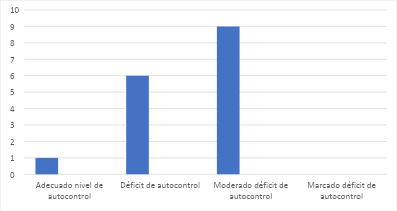 10
9
8
7
6
5
4
3
2
1
0
Adecuado nivel de
autocontrol
Déficit de autocontrol
Moderado déficit de
autocontrol
Marcado déficit de
autocontrol